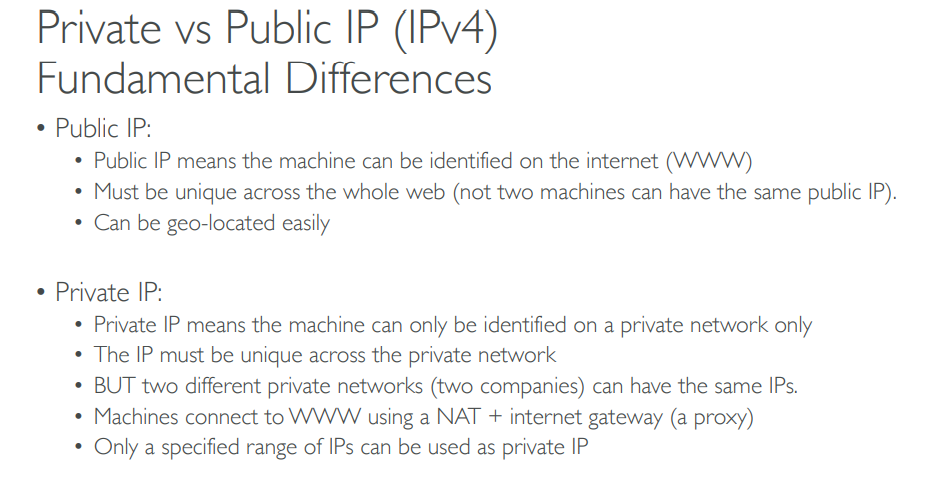 Private vs Public IP (IPv4)
Fundamental Differences
• Public IP:
• Public IP means the machine can be identified on the internet (WWW)
• Must be unique across the whole web (not two machines can have the same public IP).
• Can be geo-located easily
• Private IP:
• Private IP means the machine can only be identified on a private network only
• The IP must be unique across the private network
• BUT two different private networks (two companies) can have the same IPs.
• Machines connect to WWW using a NAT + internet gateway (a proxy)
• Only a specified range of IPs can be used as private IP